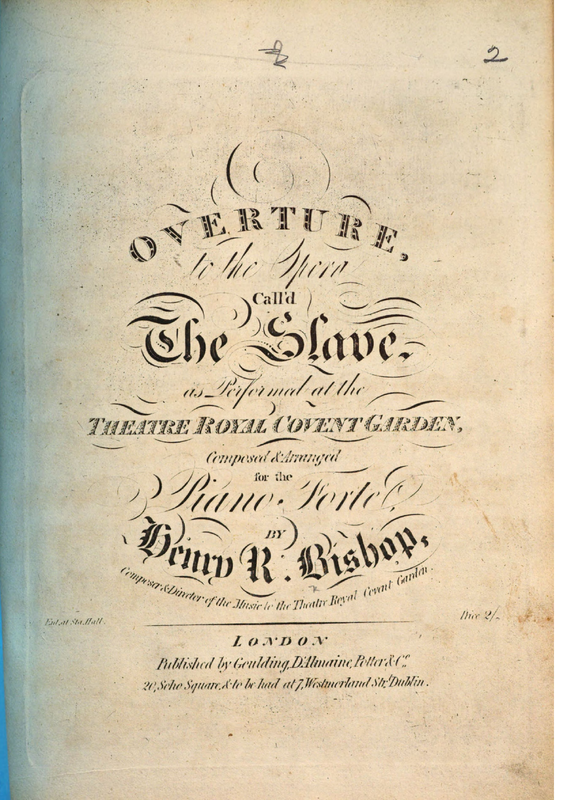 2
OVERTURE,
to the Opera
Call'd
The Slave.
as Performed at the
THEATRE ROYAL COVENT GARDEN,
Composed & Arranged
for the
Piano-Forte,
BY
Henry R. Bishop,
Composer & Director of the Music to the Theatre Royal Covent Garden.
Ent. at Sta. Hall.
Price 2/-
LONDON
Published by Goulding, D'Almaine, Potter & Co.
20, Soho Square, & to be had at 7, Westmorland Str. Dublin.